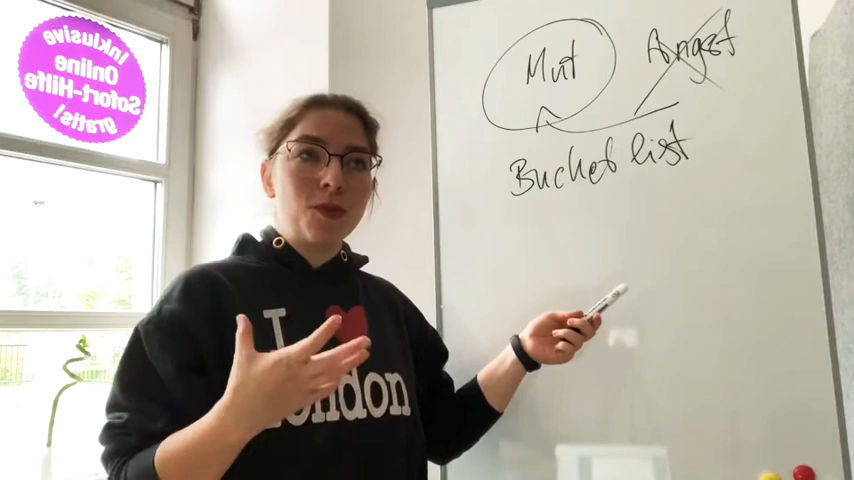 Inklusive
Online
Sofort-Hilfe
gratis!
Mut Angst
Bucket list
I
London